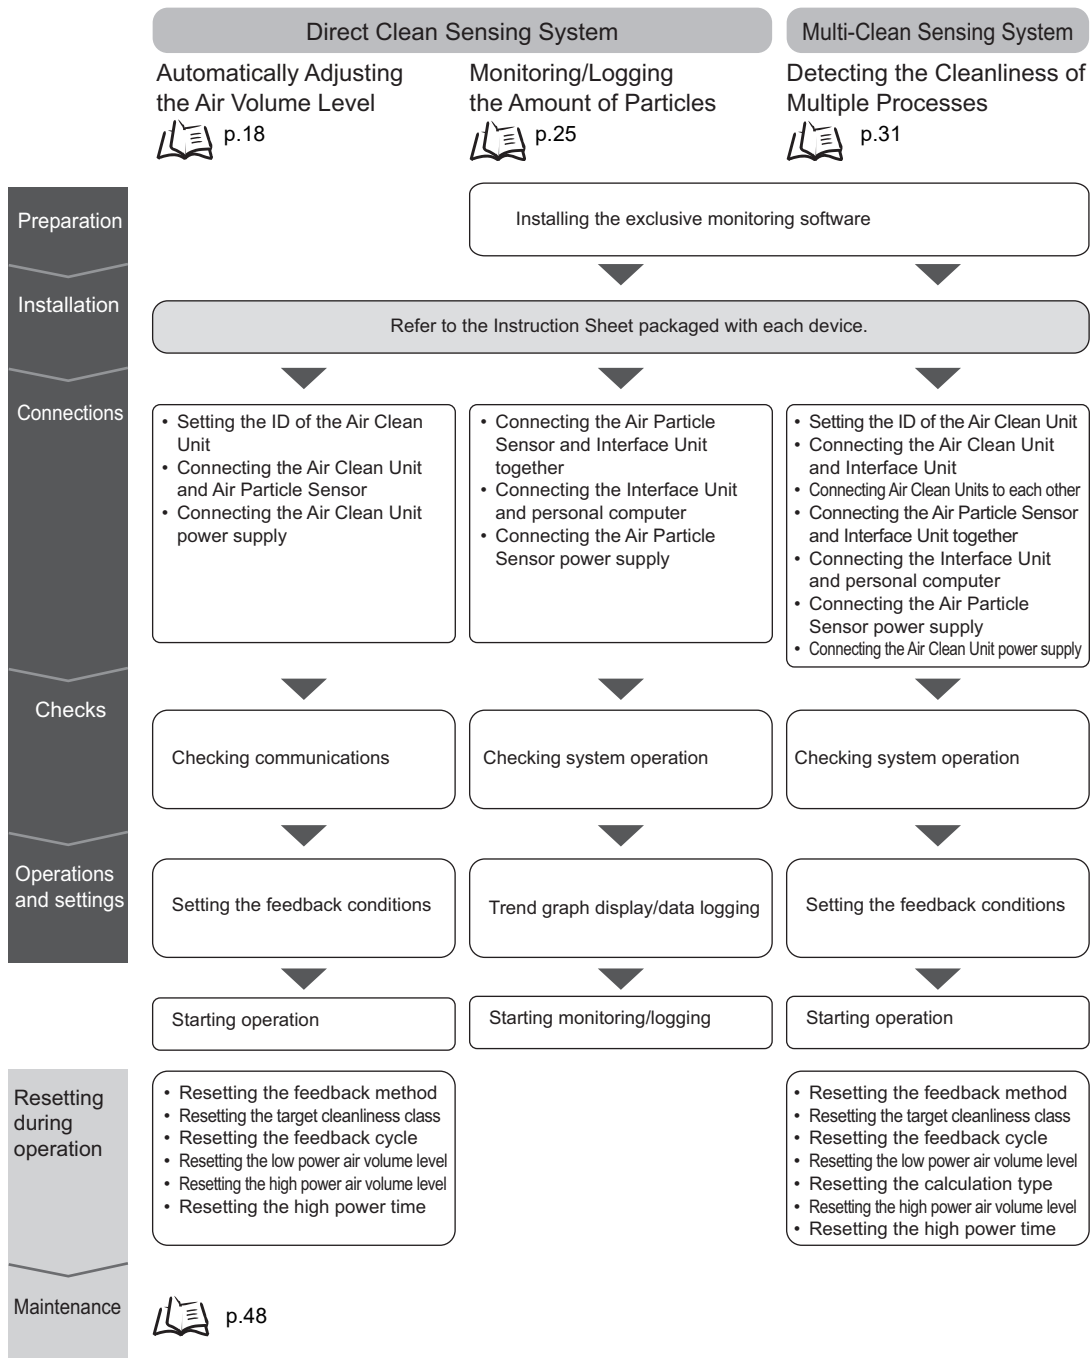 Direct Clean Sensing System
Multi-Clean Sensing System
Automatically Adjusting
the Air Volume Level
p.18
Monitoring/Logging
the Amount of Particles
p.25
Detecting the Cleanliness of
Multiple Processes
p.31
Preparation
Installing the exclusive monitoring software
Installation
Refer to the Instruction Sheet packaged with each device.
Connections
• Setting the ID of the Air Clean
Unit
• Connecting the Air Clean Unit
and Air Particle Sensor
• Connecting the Air Clean Unit
power supply
• Connecting the Air Particle
Sensor and Interface Unit
together
• Connecting the Interface Unit
and personal computer
• Connecting the Air Particle
Sensor power supply
• Setting the ID of the Air Clean Unit
• Connecting the Air Clean Unit
and Interface Unit
• Connecting Air Clean Units to each other
• Connecting the Air Particle Sensor
and Interface Unit together
• Connecting the Interface Unit
and personal computer
• Connecting the Air Particle
Sensor power supply
• Connecting the Air Clean Unit power supply
Checks
Checking communications
Checking system operation
Checking system operation
Operations
and settings
Setting the feedback conditions
Trend graph display/data logging
Setting the feedback conditions
Starting operation
Starting monitoring/logging
Starting operation
Resetting
during
operation
• Resetting the feedback method
• Resetting the target cleanliness class
• Resetting the feedback cycle
• Resetting the low power air volume level
• Resetting the high power air volume level
• Resetting the high power time
• Resetting the feedback method
• Resetting the target cleanliness class
• Resetting the feedback cycle
• Resetting the low power air volume level
• Resetting the calculation type
• Resetting the high power air volume level
• Resetting the high power time
Maintenance
p.48